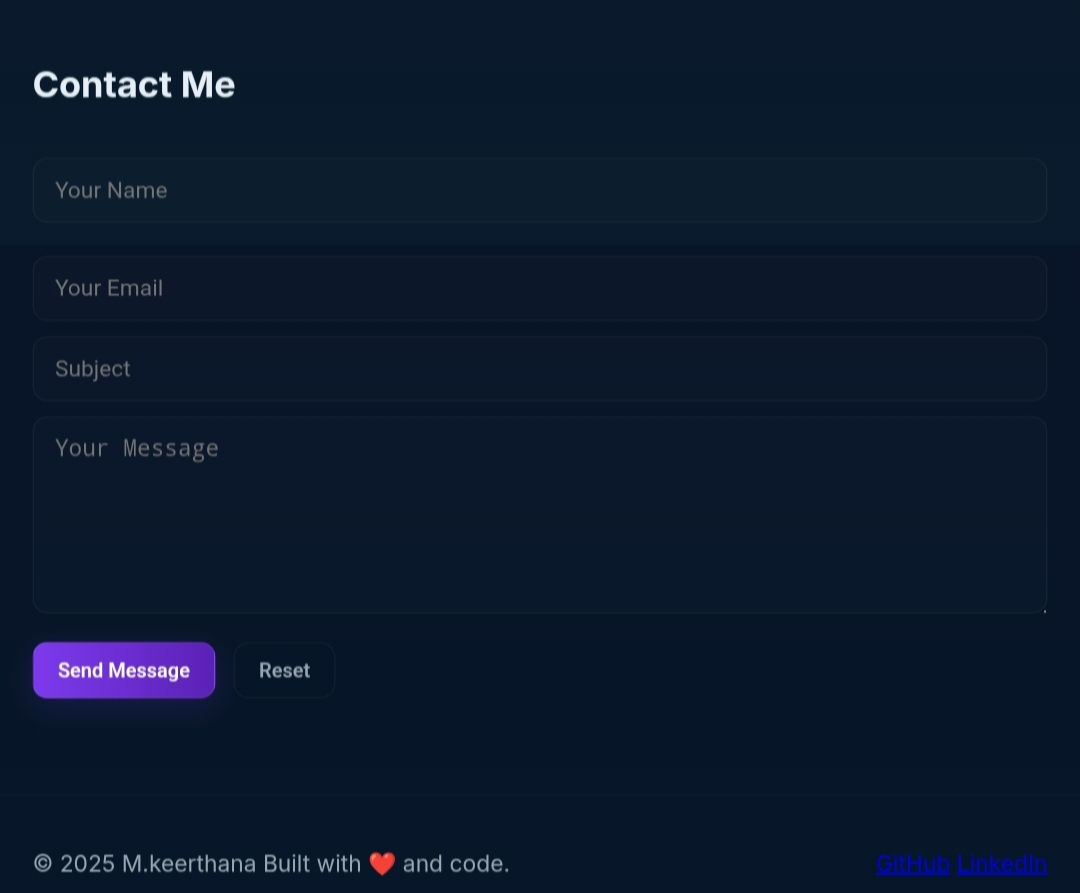 Contact Me
Your Name
Your Email
Subject
Your Message
Send Message Reset
© 2025 M.keerthana Built with ❤️ and code. GitHub LinkedIn